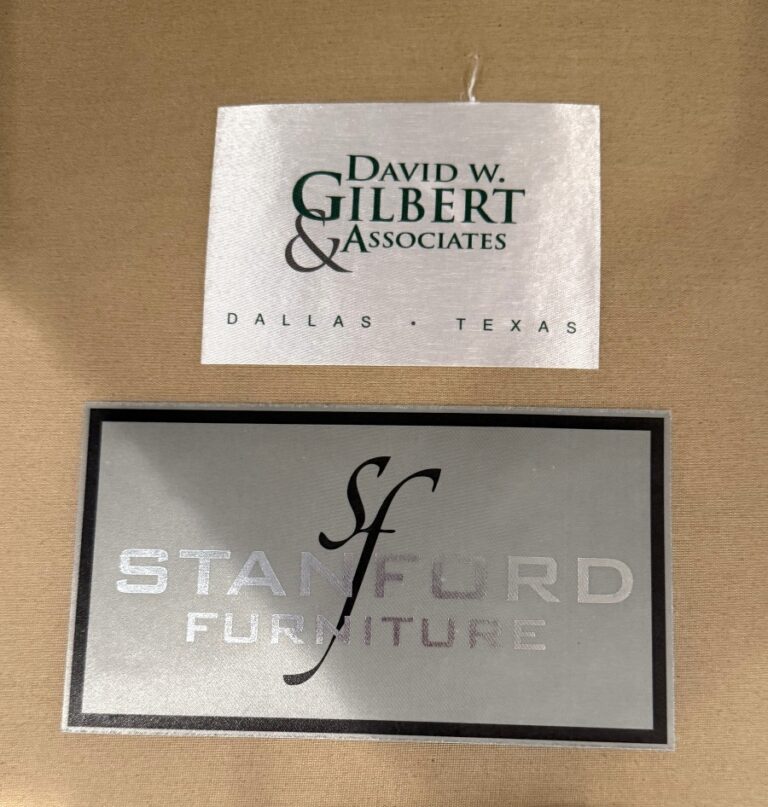 DAVID W.
GILBERT
& ASSOCIATES
DALLAS · TEXAS
sf
STANFORD
FURNITURE